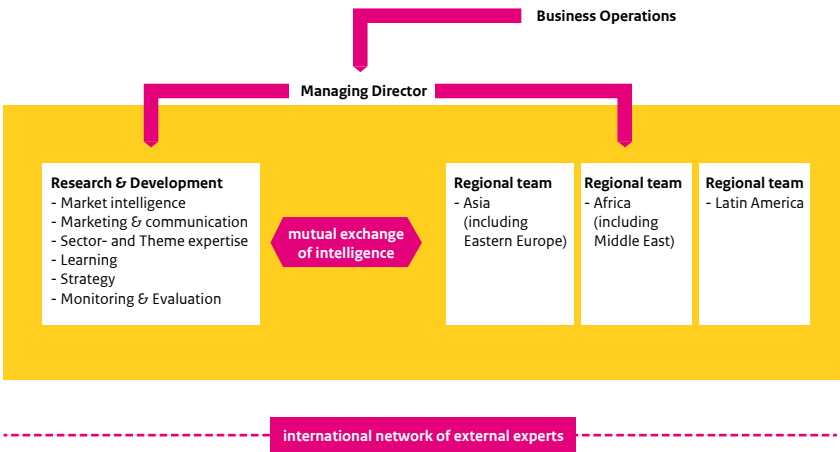 Business Operations
Managing Director
Research & Development
- Market intelligence
- Marketing & communication
- Sector- and Theme expertise
- Learning
- Strategy
- Monitoring & Evaluation
mutual exchange
of intelligence
Regional team
- Asia
(including
Eastern Europe)
Regional team
- Africa
(including
Middle East)
Regional team
- Latin America
international network of external experts